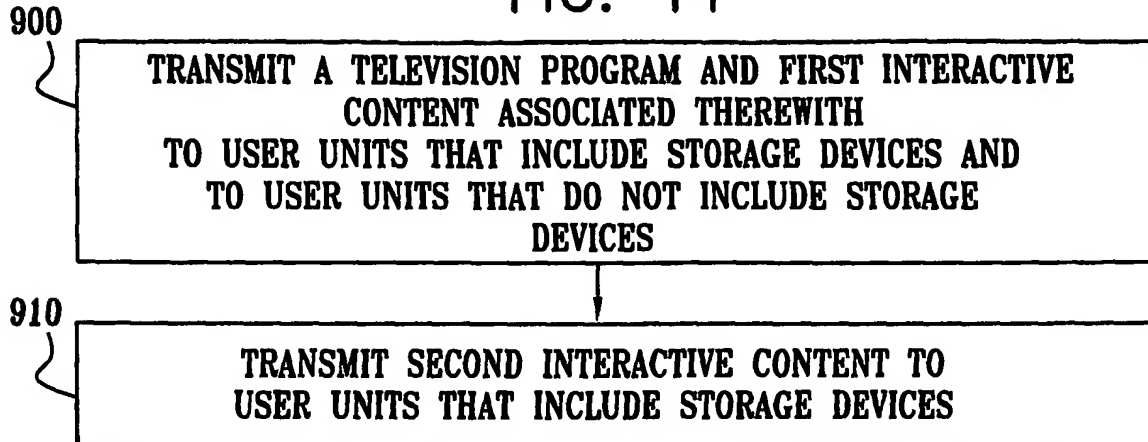 FIG.
900
TRANSMIT A TELEVISION PROGRAM AND FIRST INTERACTIVE
CONTENT ASSOCIATED THEREWITH
TO USER UNITS THAT INCLUDE STORAGE DEVICES AND
TO USER UNITS THAT DO NOT INCLUDE STORAGE
DEVICES
910
TRANSMIT SECOND INTERACTIVE CONTENT TO
USER UNITS THAT INCLUDE STORAGE DEVICES